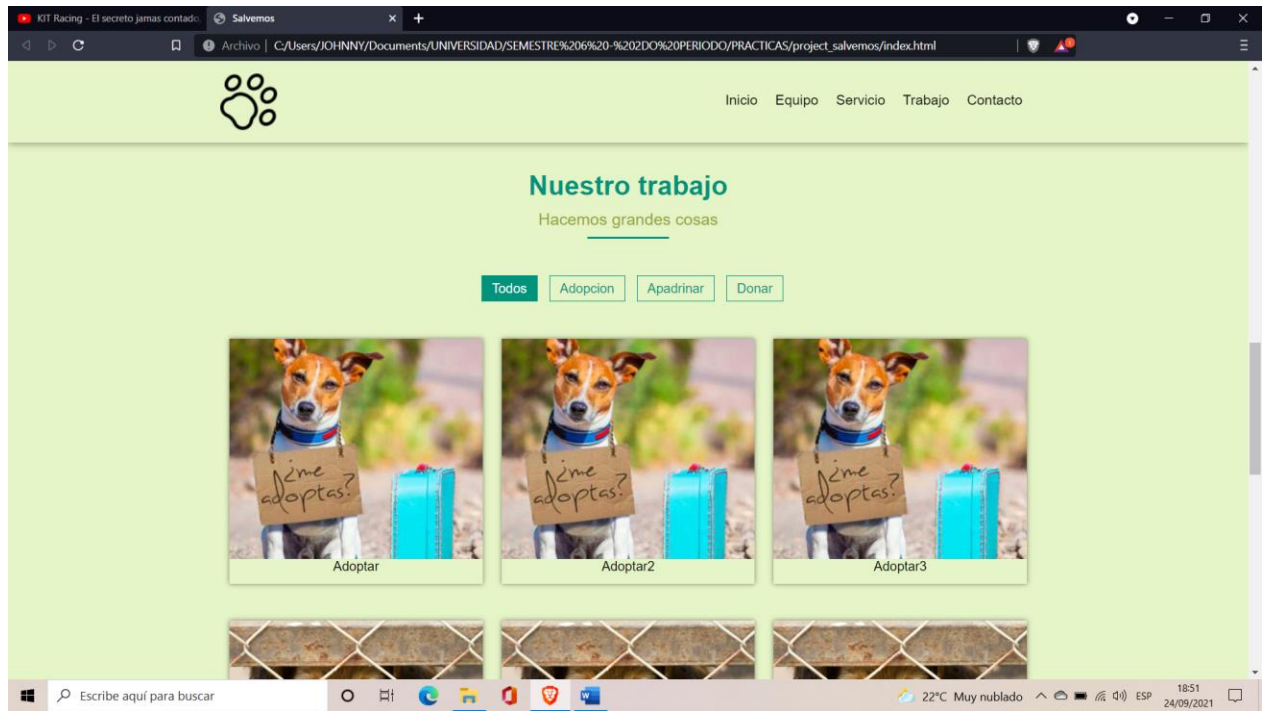 KIT Racing - El secreto jamas contado,
Salvemos
Archivo | C:/Users/JOHNNY/Documents/UNIVERSIDAD/SEMESTRE%206%20-%202DO%20PERIODO/PRACTICAS/project_salvemos/index.html
Inicio Equipo Servicio Trabajo Contacto
Nuestro trabajo
Hacemos grandes cosas
Todos Adopcion Apadrinar Donar
¿me adoptas?
¿me adoptas?
¿me adoptas?
Adoptar Adoptar2 Adoptar3
Escribe aquí para buscar
22°C Muy nublado ESP 18:51
24/09/2021